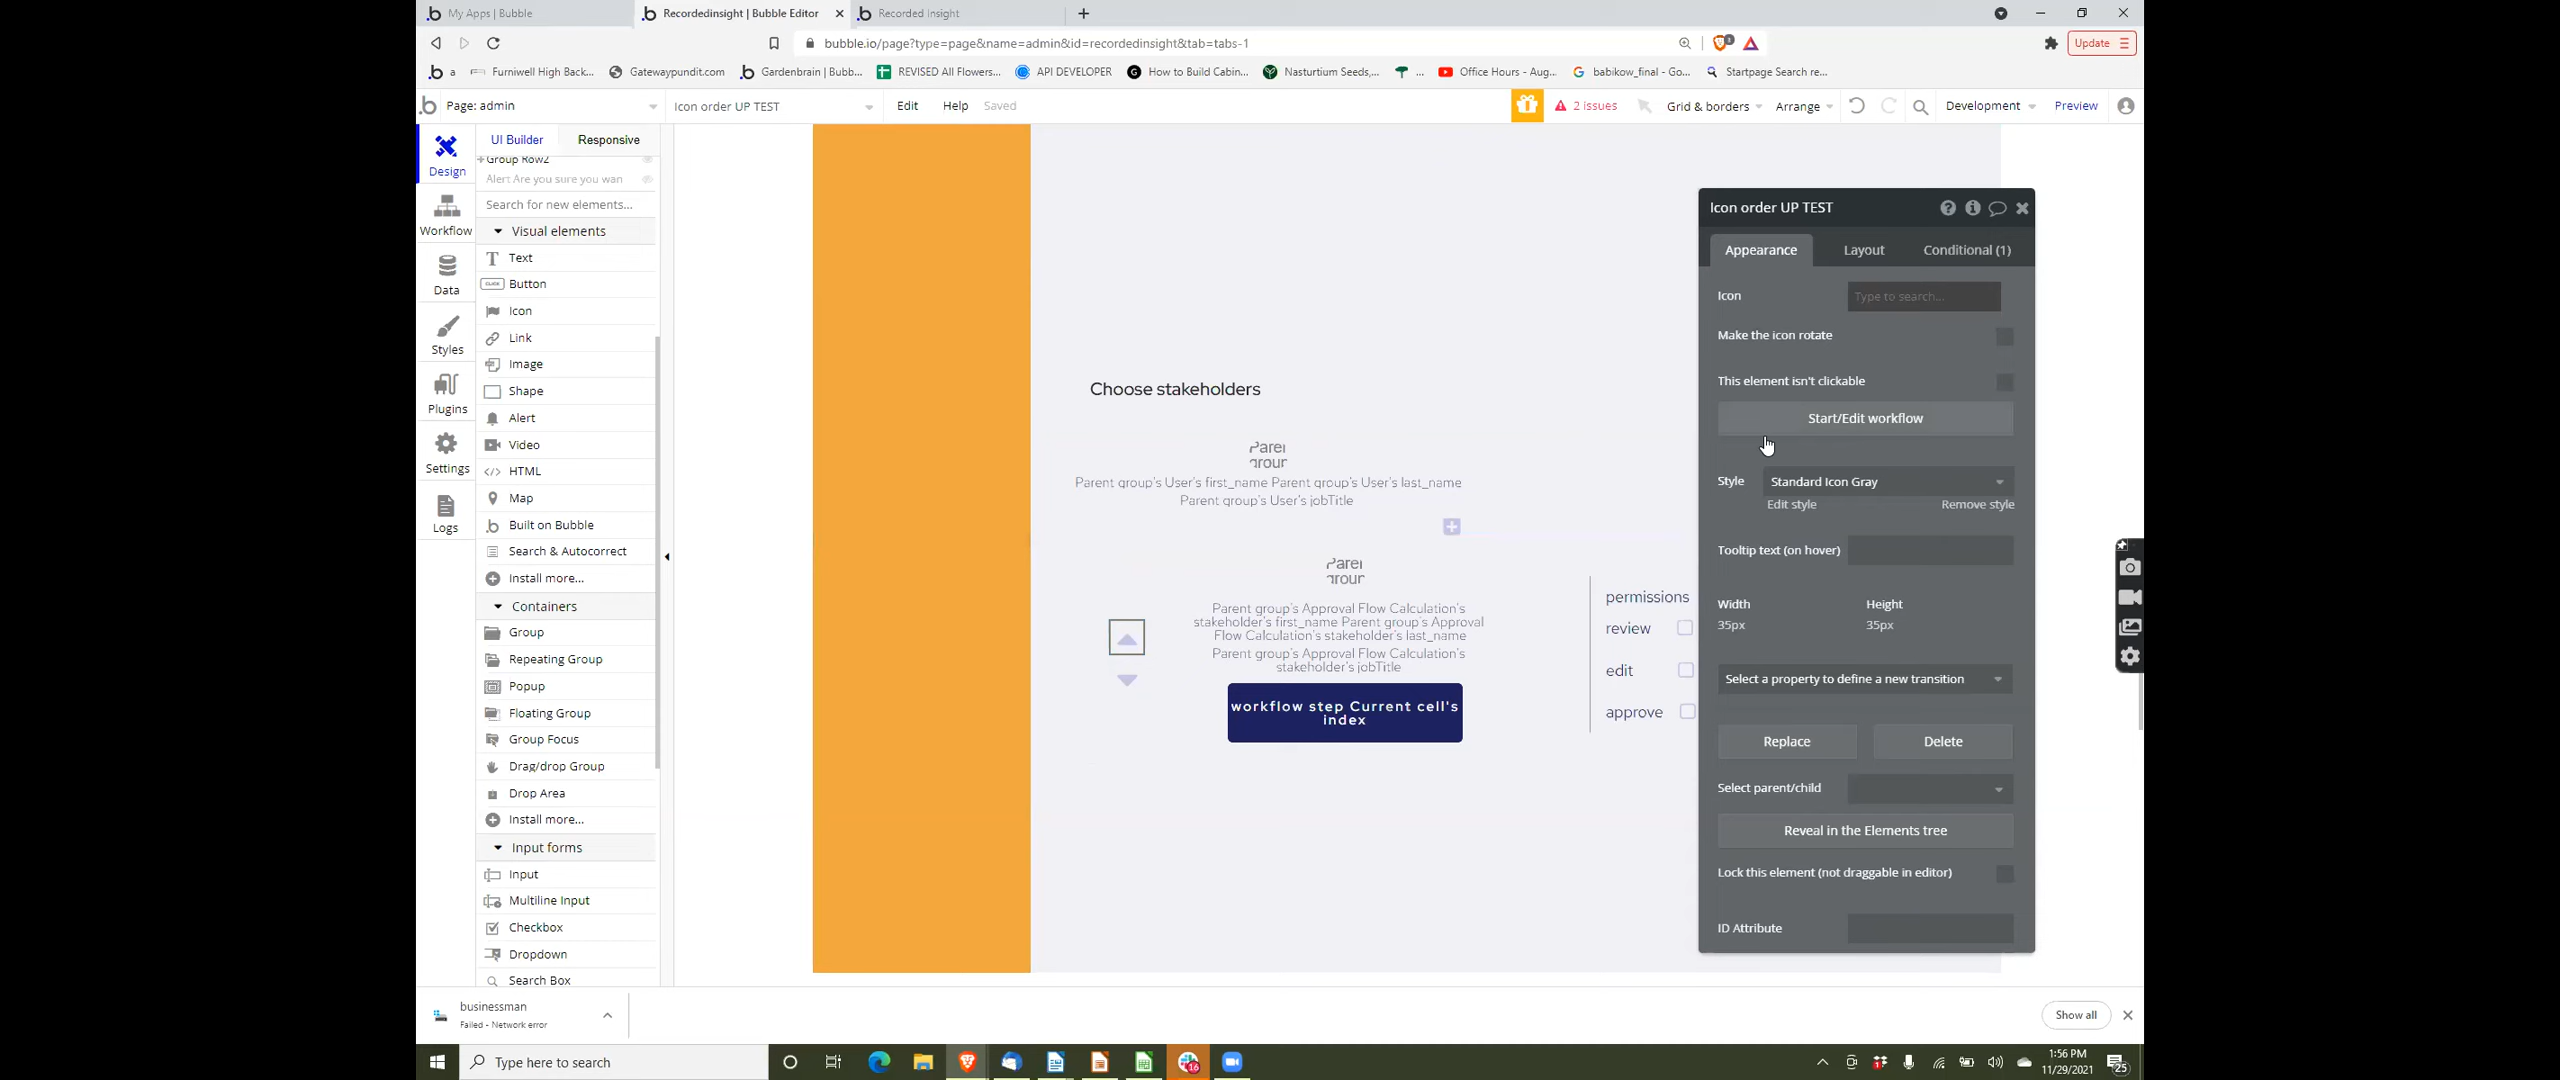 My Apps | Bubble
Recordedinsight | Bubble Editor
Recorded insight
bubble.io/page?type=page&name=admin&id=recordedinsight&tab=tabs-1
Update
a
Furniwell High Back...
Gatewaypundit.com
Gardenbrain | Bubb...
REVISED All Flowers...
API DEVELOPER
How to Build Cabin...
Nasturtium Seeds,...
...
Office Hours - Aug...
babikow_final - Go...
Startpage Search re...
Page: admin
Icon order UP TEST
Edit
Help
Saved
2 issues
Grid & borders
Arrange
Development
Preview
Design
Workflow
Data
Styles
Plugins
Settings
Logs
UI Builder
Responsive
Group Row2
Alert Are you sure you wan
Search for new elements...
Visual elements
Text
Button
Icon
Link
Image
Shape
Alert
Video
HTML
Map
Built on Bubble
Search & Autocorrect
Install more...
Containers
Group
Repeating Group
Popup
Floating Group
Group Focus
Drag/drop Group
Drop Area
Install more...
Input forms
Input
Multiline Input
Checkbox
Dropdown
Search Box
Choose stakeholders
Paren
group
Parent group's User's first_name Parent group's User's last_name
Parent group's User's jobTitle
Paren
group
Parent group's Approval Flow Calculation's
stakeholder's first_name Parent group's Approval
Flow Calculation's stakeholder's last_name
Parent group's Approval Flow Calculation's
stakeholder's jobTitle
workflow step Current cell's
index
permissions
review
edit
approve
Icon order UP TEST
Appearance
Layout
Conditional (1)
Icon
Type to search...
Make the icon rotate
This element isn't clickable
Start/Edit workflow
Style
Standard Icon Gray
Edit style
Remove style
Tooltip text (on hover)
Width
Height
35px
35px
Select a property to define a new transition
Replace
Delete
Select parent/child
Reveal in the Elements tree
Lock this element (not draggable in editor)
ID Attribute
businessman
Failed - Network error
Show all
Type here to search
16
1:56 PM
11/29/2021
25